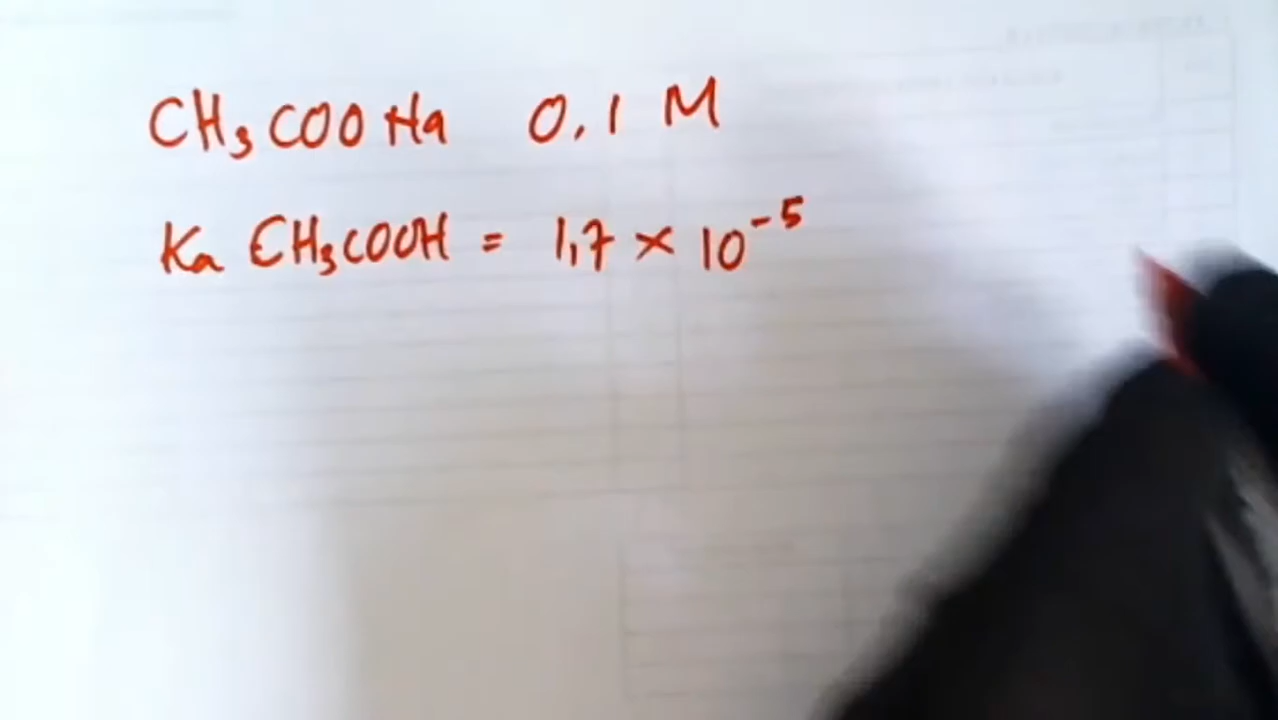 CH₃COONa 0,1 M
Ka CH₃COOH = 1,7 × 10⁻⁵